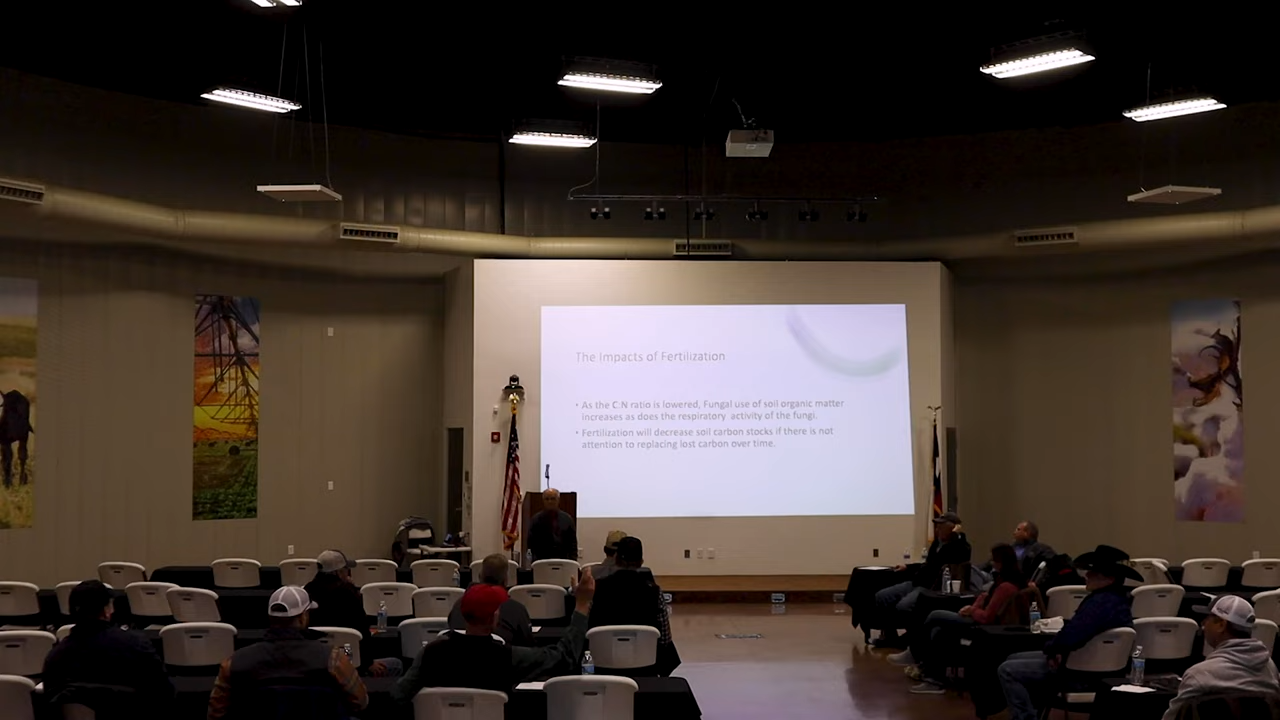 The Impacts of Fertilization
• As the C:N ratio is lowered, Fungal use of soil organic matter
increases as does the respiratory activity of the fungi.
• Fertilization will decrease soil carbon stocks if there is not
attention to replacing lost carbon over time.